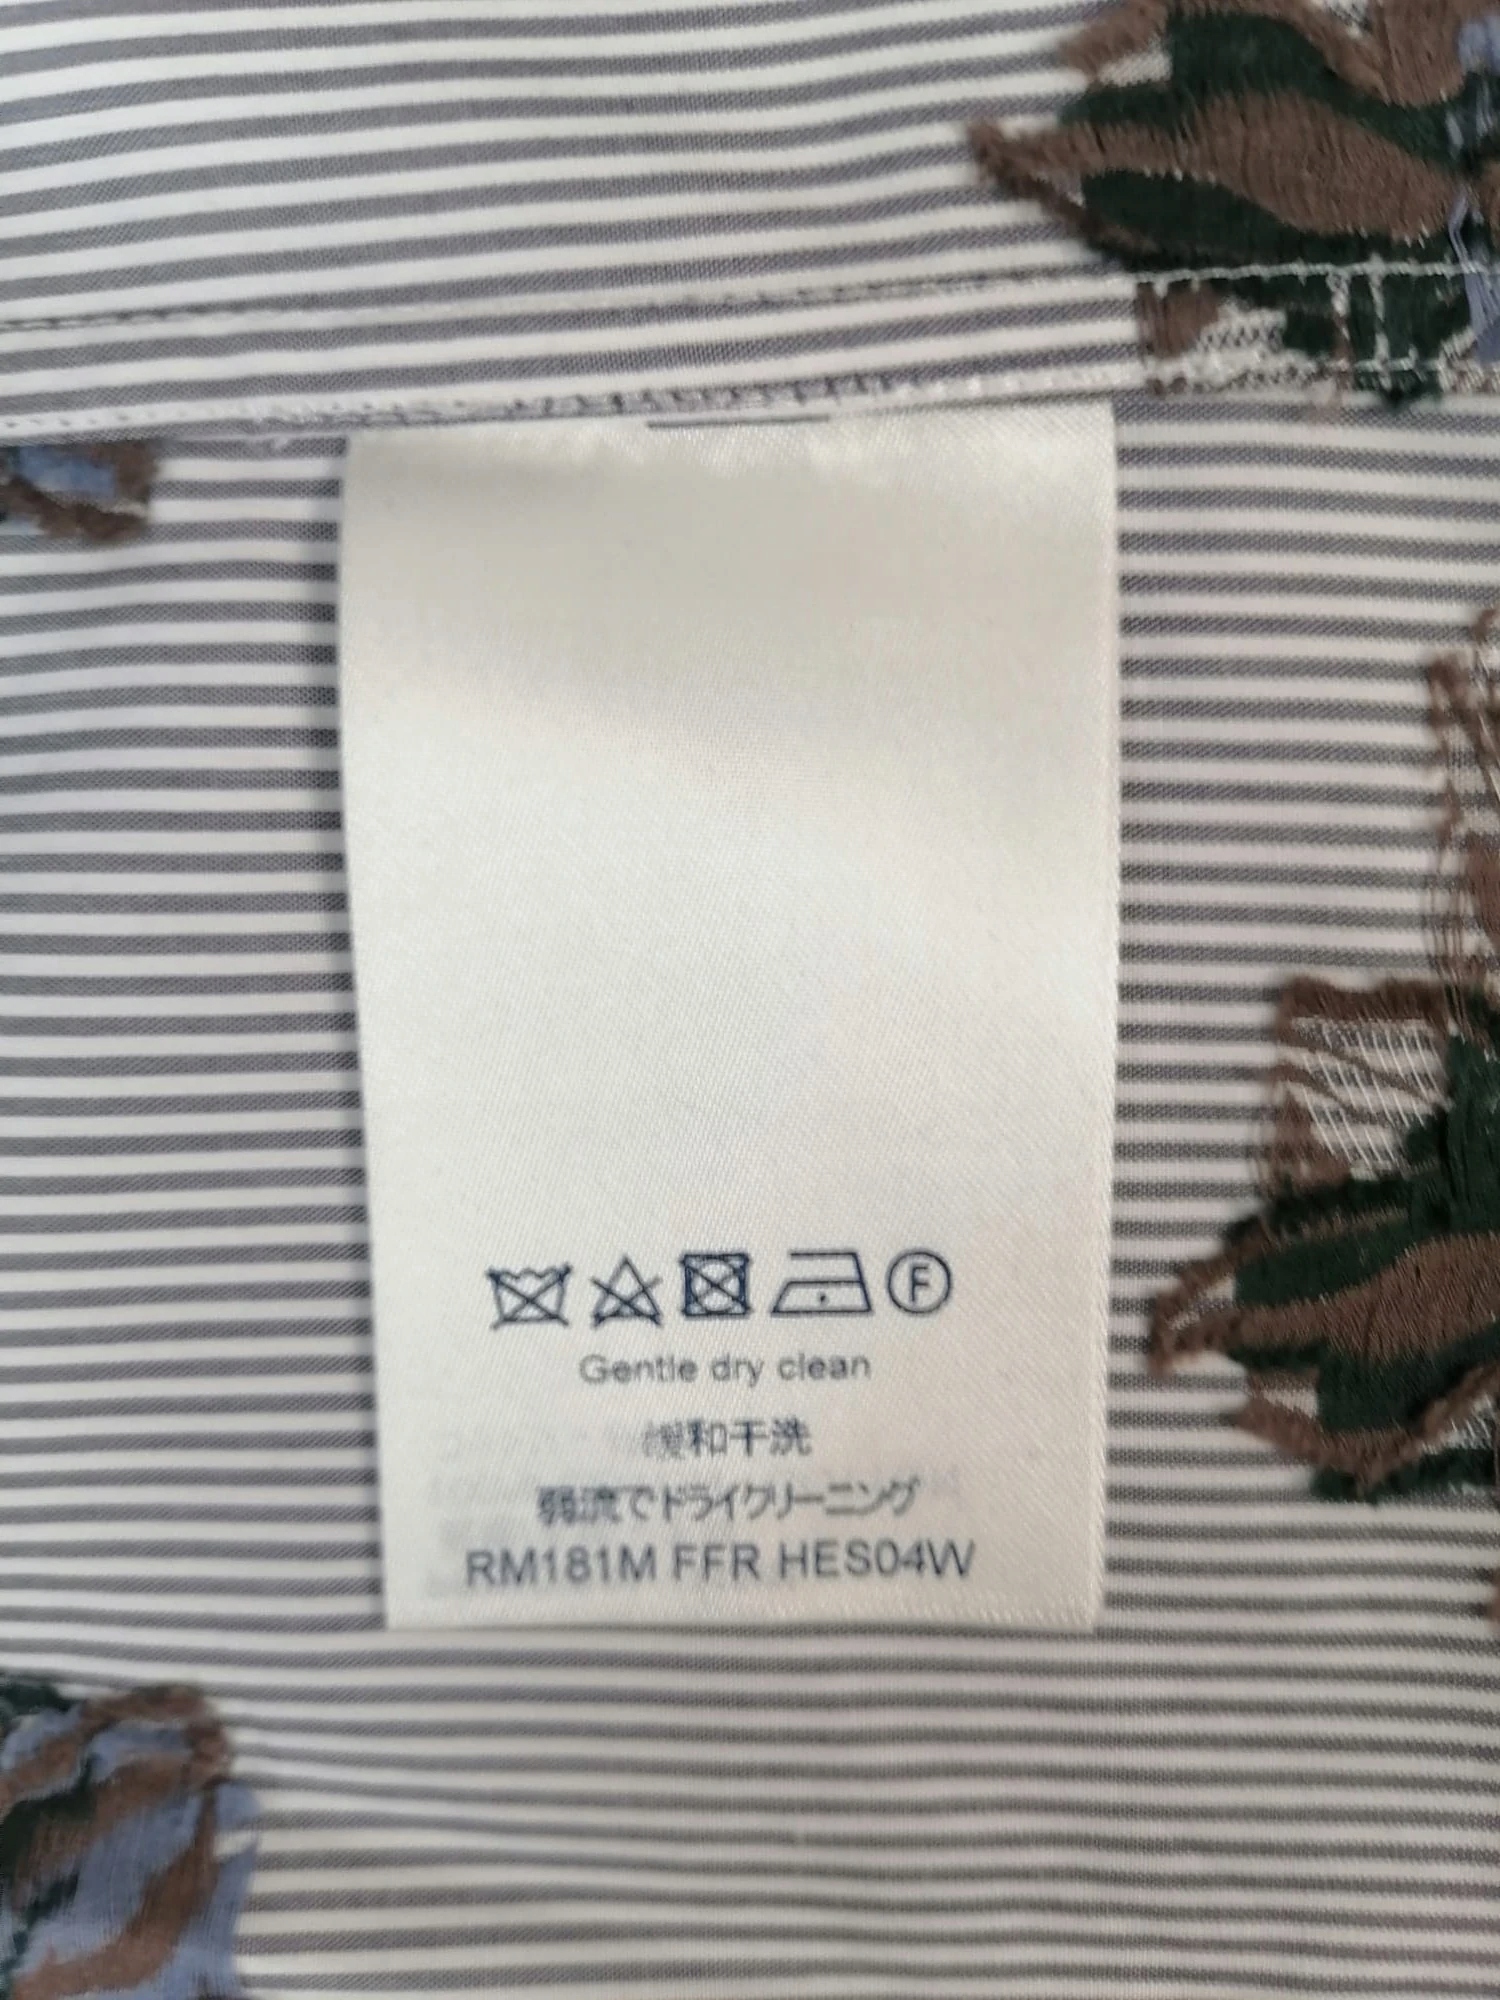 F
Gentle dry clean
缓和干洗
弱流でドライクリーニング
RM181M FFR HES04W